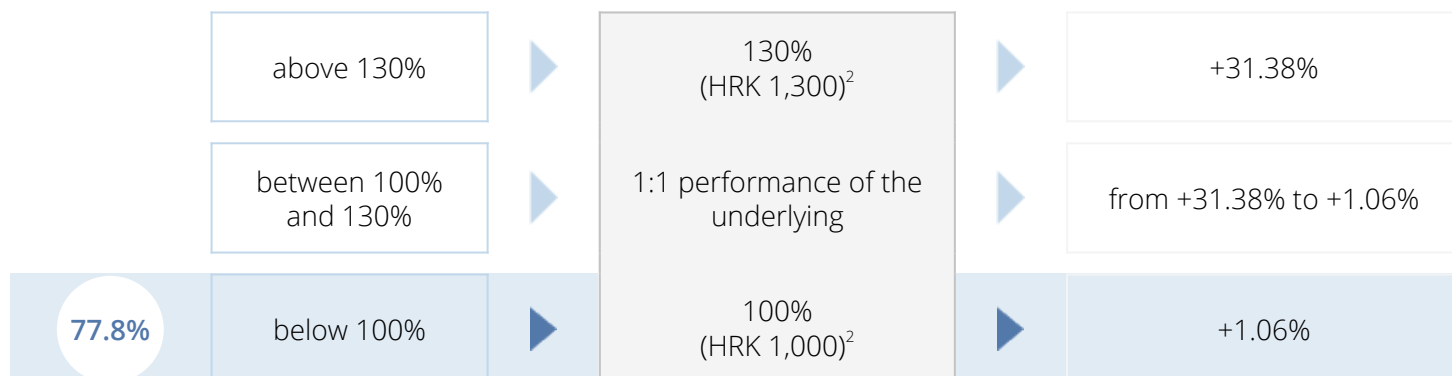 above 130%
130%
(HRK 1,300)2
+31.38%
between 100%
and 130%
1:1 performance of the
underlying
from +31.38% to +1.06%
77.8%
below 100%
100%
(HRK 1,000)2
+1.06%